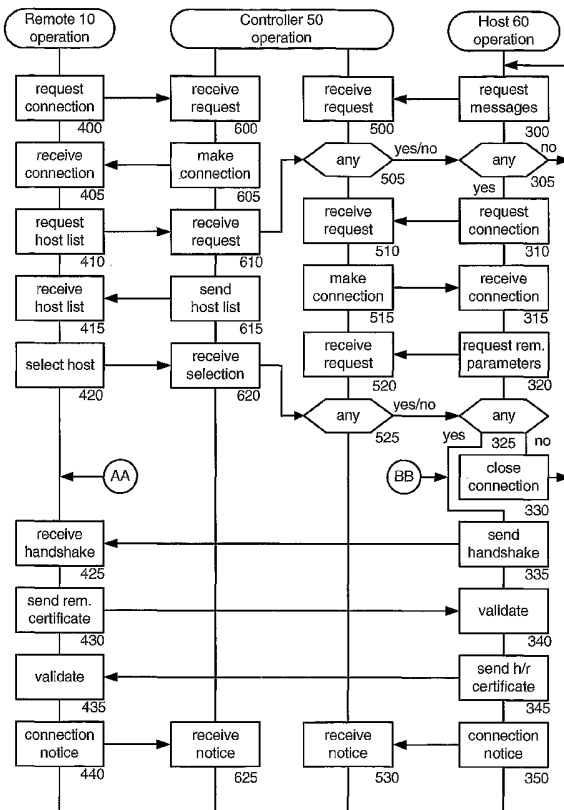 Remote 10
operation
Controller 50
operation
Host 60
operation
request
connection
400
receive
request
600
receive
request
500
request
messages
300
receive
connection
405
make
connection
605
any
505
yes/no
any
305
no
yes
request
host list
410
receive
request
610
receive
request
510
request
connection
310
receive
host list
415
send
host list
615
make
connection
515
receive
connection
315
select host
420
receive
selection
620
receive
request
520
request rem.
parameters
320
any
525
yes/no
any
325
yes
no
AA
BB
close
connection
330
receive
handshake
425
send
handshake
335
send rem.
certificate
430
validate
340
validate
435
send h/r
certificate
345
connection
notice
440
receive
notice
625
receive
notice
530
connection
notice
350